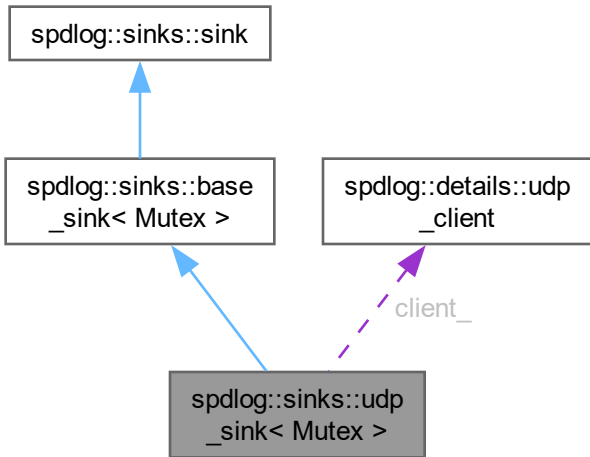 spdlog::sinks::sink
spdlog::sinks::base
_sink< Mutex >
spdlog::details::udp
_client
client_
spdlog::sinks::udp
_sink< Mutex >